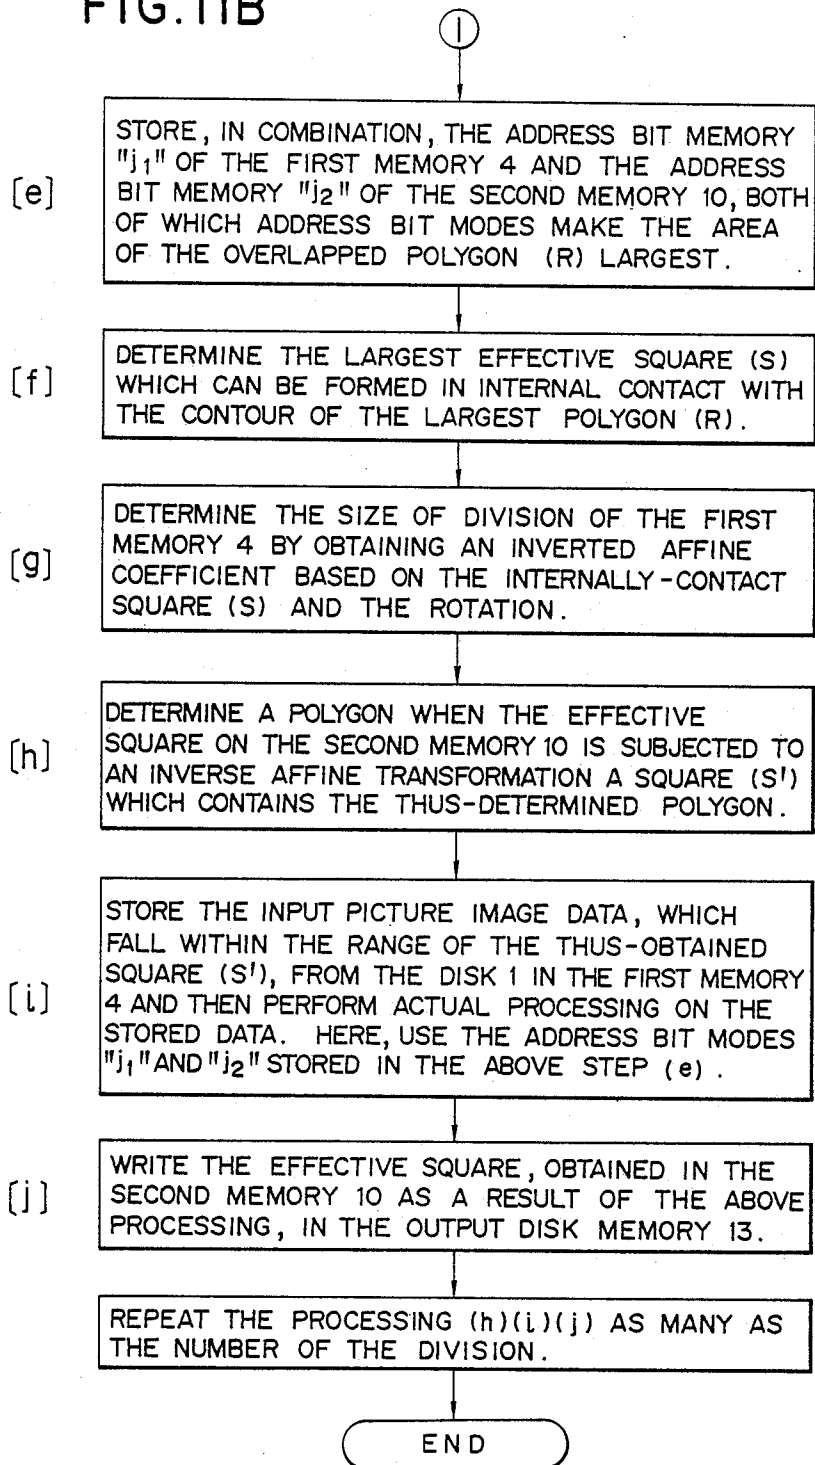 FIG.11B
1
[e]
STORE, IN COMBINATION, THE ADDRESS BIT MEMORY
"j1" OF THE FIRST MEMORY 4 AND THE ADDRESS
BIT MEMORY "j2" OF THE SECOND MEMORY 10, BOTH
OF WHICH ADDRESS BIT MODES MAKE THE AREA
OF THE OVERLAPPED POLYGON (R) LARGEST.
[f]
DETERMINE THE LARGEST EFFECTIVE SQUARE (S)
WHICH CAN BE FORMED IN INTERNAL CONTACT WITH
THE CONTOUR OF THE LARGEST POLYGON (R).
[g]
DETERMINE THE SIZE OF DIVISION OF THE FIRST
MEMORY 4 BY OBTAINING AN INVERTED AFFINE
COEFFICIENT BASED ON THE INTERNALLY-CONTACT
SQUARE (S) AND THE ROTATION.
[h]
DETERMINE A POLYGON WHEN THE EFFECTIVE
SQUARE ON THE SECOND MEMORY 10 IS SUBJECTED TO
AN INVERSE AFFINE TRANSFORMATION A SQUARE (S')
WHICH CONTAINS THE THUS-DETERMINED POLYGON.
[i]
STORE THE INPUT PICTURE IMAGE DATA, WHICH
FALL WITHIN THE RANGE OF THE THUS-OBTAINED
SQUARE (S'), FROM THE DISK 1 IN THE FIRST MEMORY
4 AND THEN PERFORM ACTUAL PROCESSING ON THE
STORED DATA. HERE, USE THE ADDRESS BIT MODES
"j1" AND "j2" STORED IN THE ABOVE STEP (e).
[j]
WRITE THE EFFECTIVE SQUARE, OBTAINED IN THE
SECOND MEMORY 10 AS A RESULT OF THE ABOVE
PROCESSING, IN THE OUTPUT DISK MEMORY 13.
REPEAT THE PROCESSING (h)(i)(j) AS MANY AS
THE NUMBER OF THE DIVISION.
END